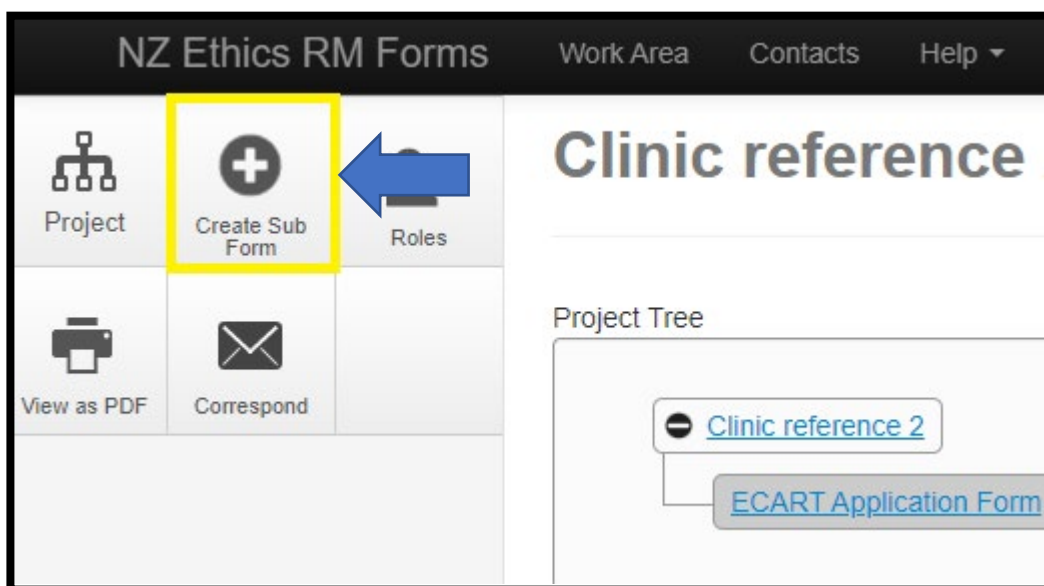 NZ Ethics RM Forms Work Area Contacts Help
Project
Create Sub
Form
Roles
View as PDF
Correspond
Clinic reference
Project Tree
Clinic reference 2
ECART Application Form